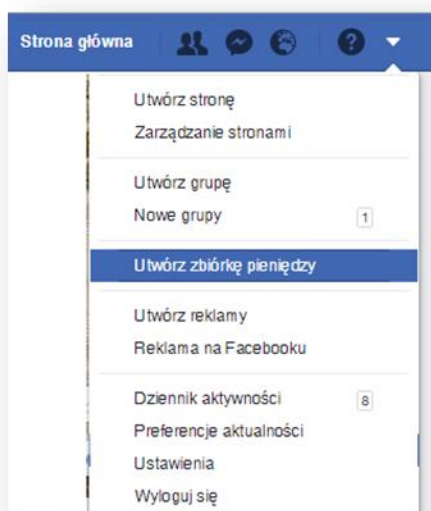 Strona główna
Utwórz stronę
Zarządzanie stronami
Utwórz grupę
Nowe grupy 1
Utwórz zbiórkę pieniędzy
Utwórz reklamy
Reklama na Facebooku
Dziennik aktywności 8
Preferencje aktualności
Ustawienia
Wyloguj się